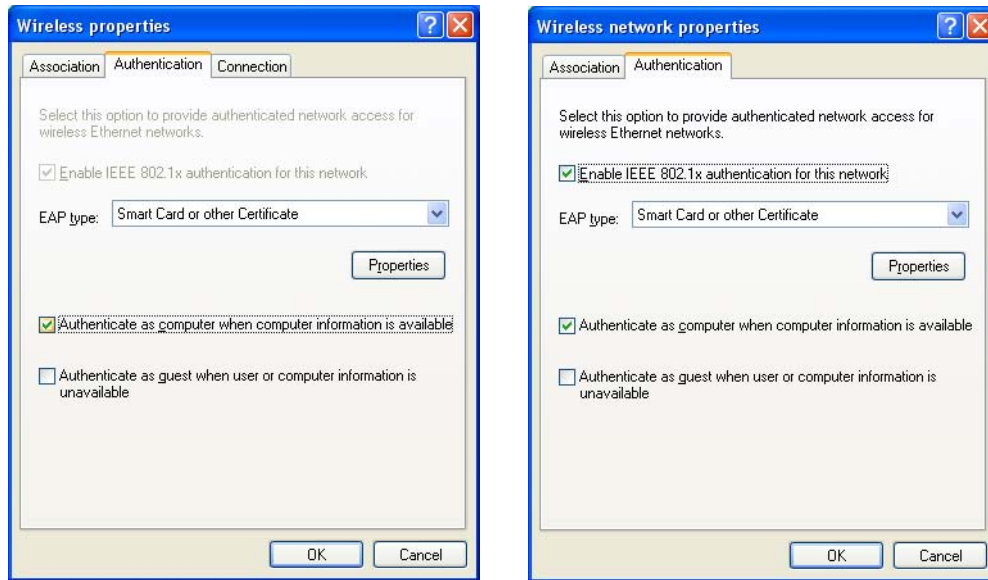 Wireless properties
Association Authentication Connection
Select this option to provide authenticated network access for
wireless Ethernet networks.
Enable IEEE 802.1x authentication for this network
EAP type: Smart Card or other Certificate
Properties
Authenticate as computer when computer information is available
Authenticate as guest when user or computer information is
unavailable
OK Cancel
Wireless network properties
Association Authentication
Select this option to provide authenticated network access for
wireless Ethernet networks.
Enable IEEE 802.1x authentication for this network
EAP type: Smart Card or other Certificate
Properties
Authenticate as computer when computer information is available
Authenticate as guest when user or computer information is
unavailable
OK Cancel